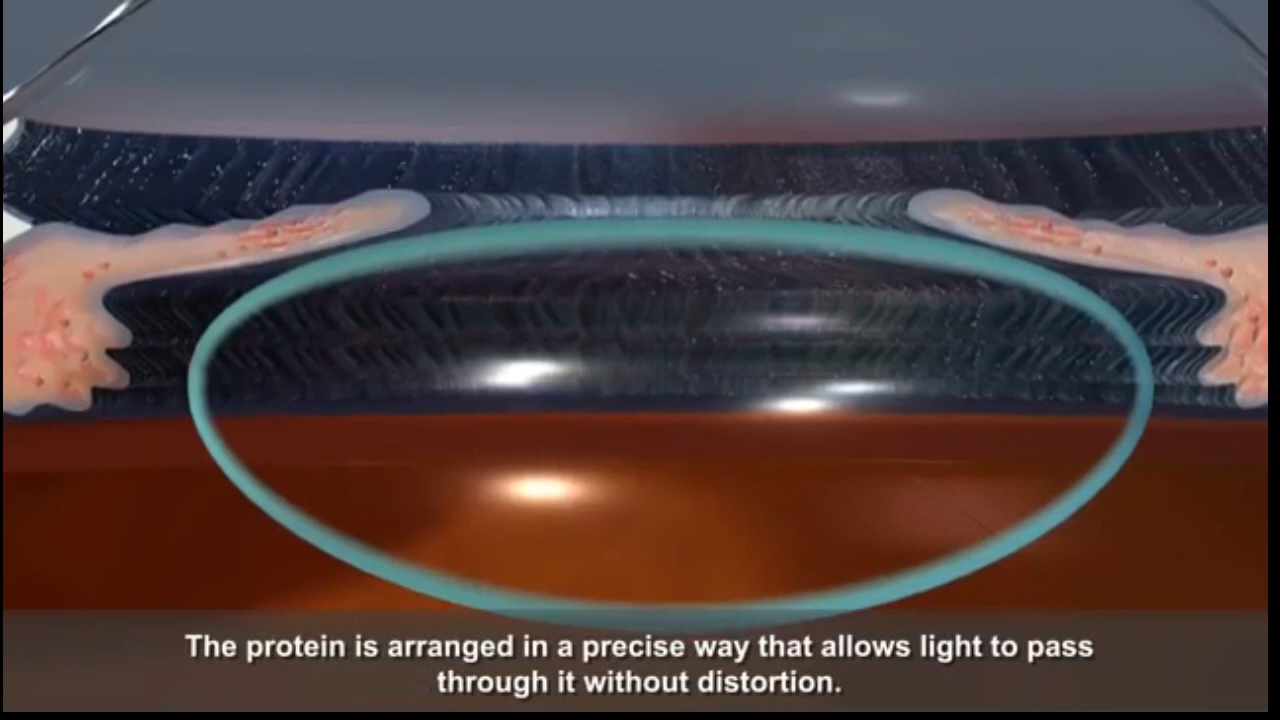 The protein is arranged in a precise way that allows light to pass
through it without distortion.